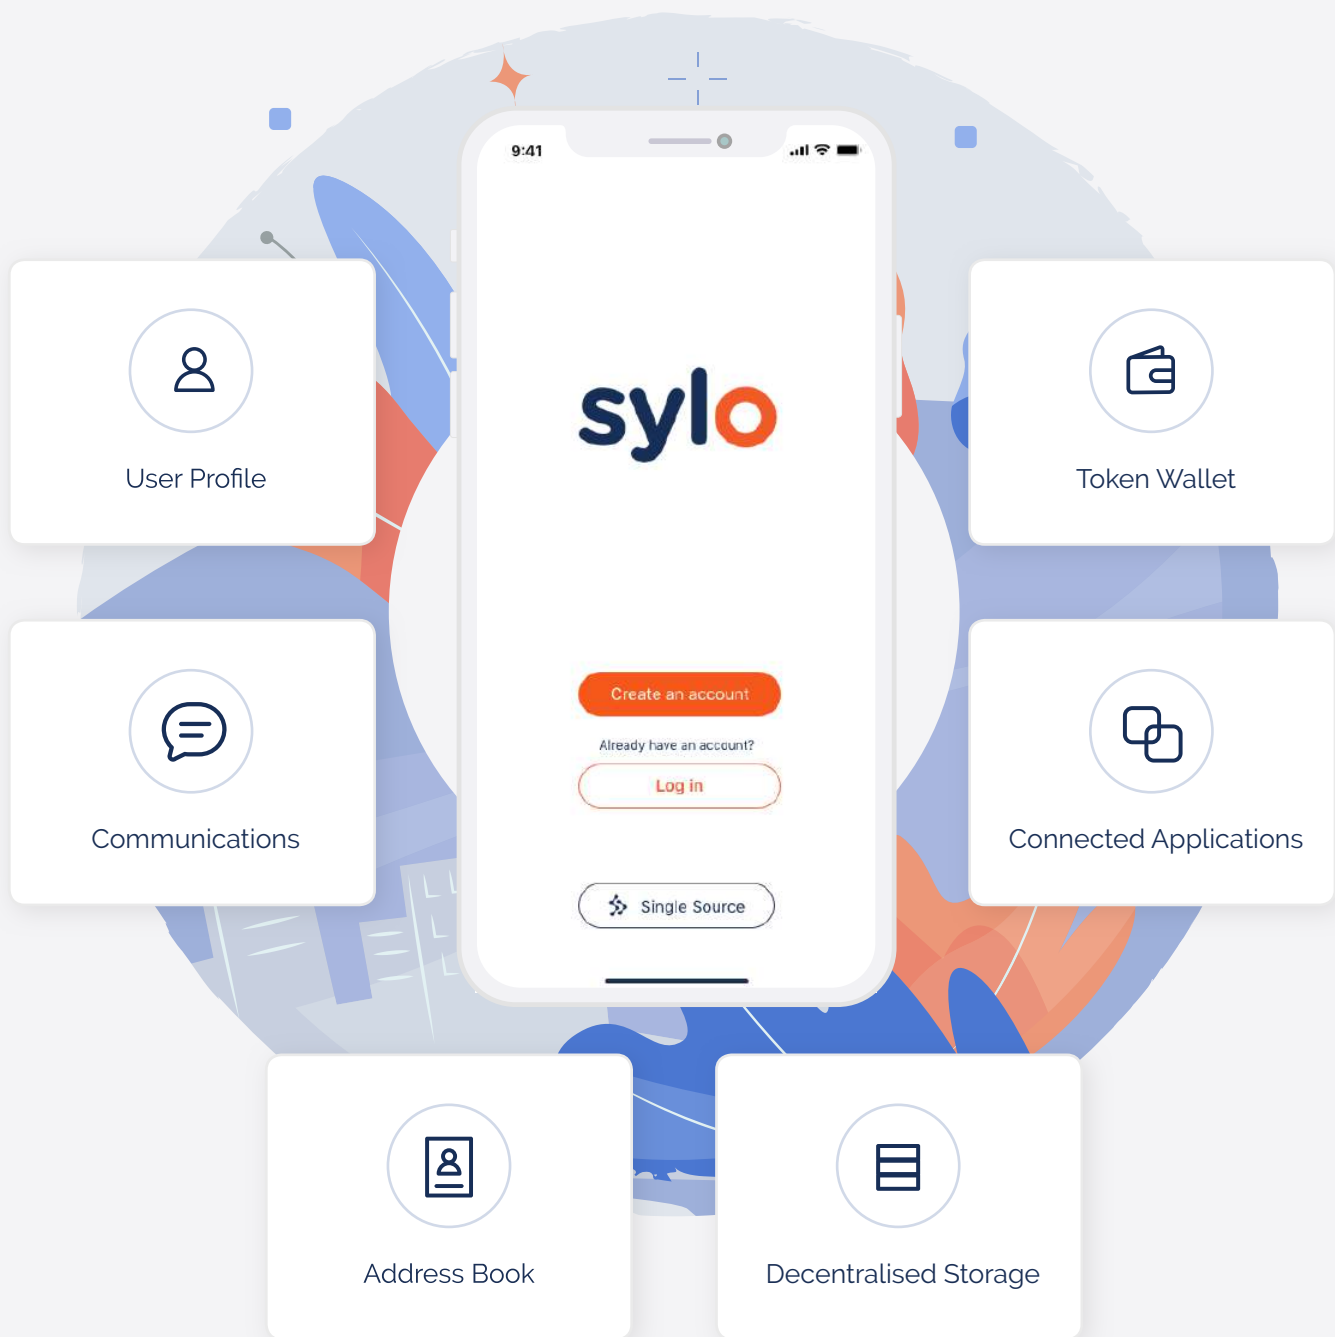 9:41
sylo
User Profile
Token Wallet
Create an account
Already have an account?
Log in
Communications
Connected Applications
Single Source
Address Book
Decentralised Storage